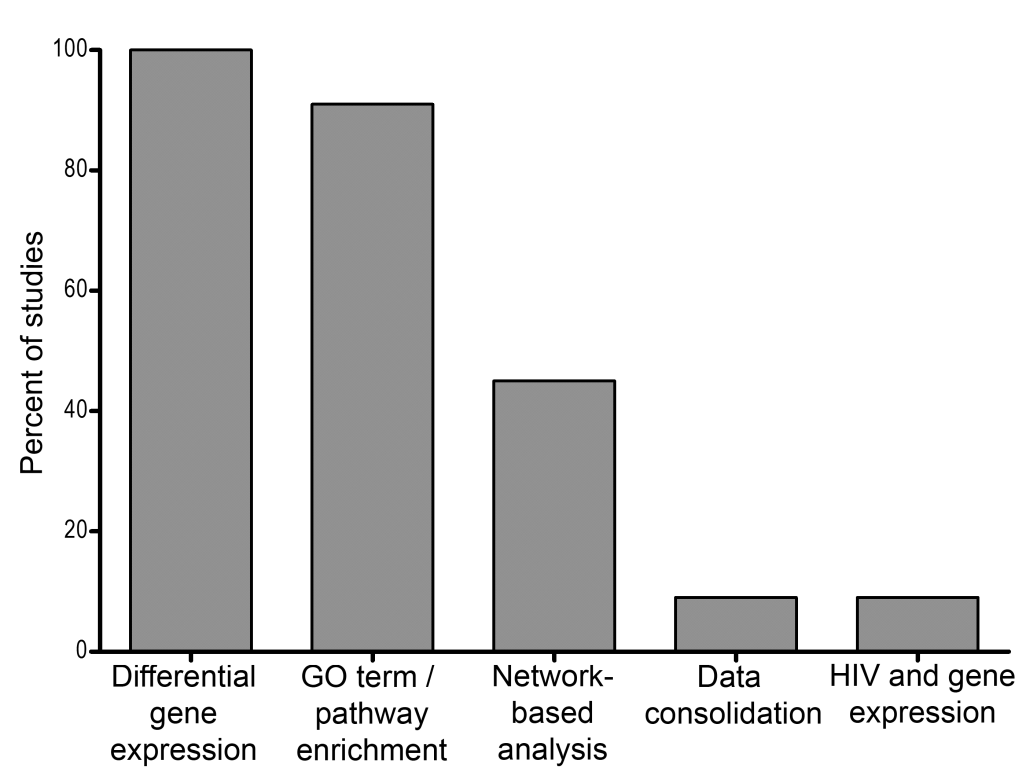 100
80
60
40
20
0
Percent of studies
Differential
gene
expression
GO term /
pathway
enrichment
Network-
based
analysis
Data
consolidation
HIV and gene
expression